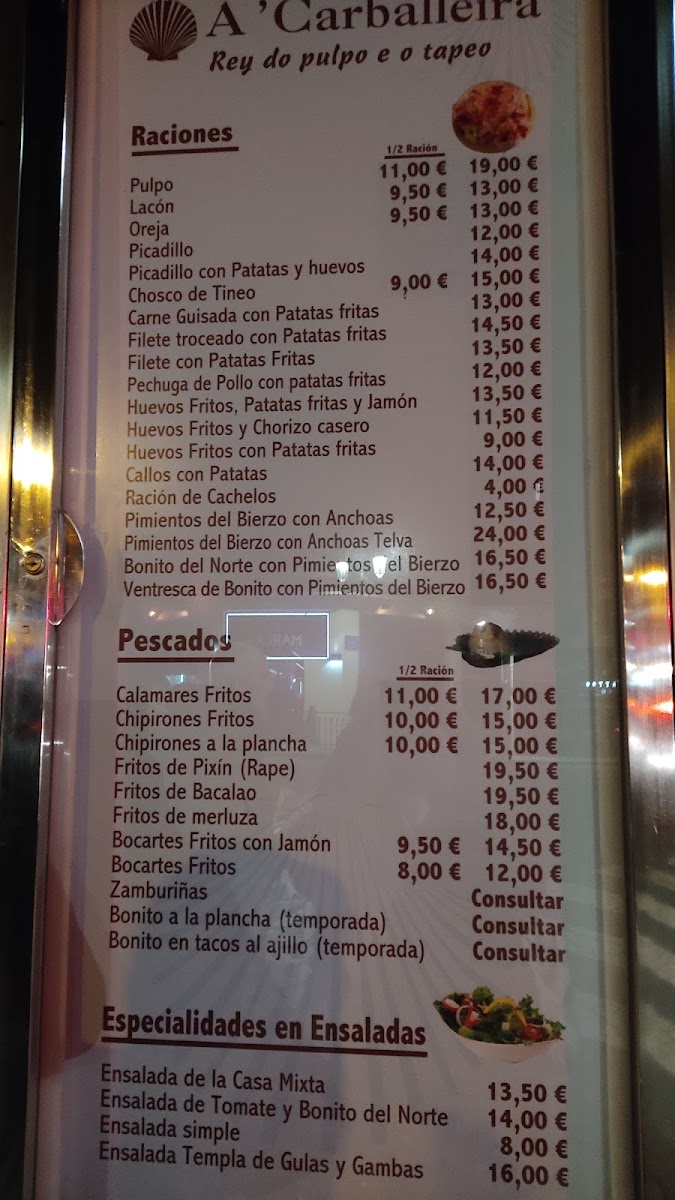 A 'Carballeira
Rey do pulpo e o tapeo
Raciones
1/2 Ración
Pulpo 11,00 € 19,00 €
Lacón 9,50 € 13,00 €
Oreja 9,50 € 13,00 €
Picadillo 12,00 €
Picadillo con Patatas y huevos 14,00 €
Chosco de Tineo 9,00 € 15,00 €
Carne Guisada con Patatas fritas 13,00 €
Filete troceado con Patatas fritas 14,50 €
Filete con Patatas Fritas 13,50 €
Pechuga de Pollo con patatas fritas 12,00 €
Huevos Fritos, Patatas fritas y Jamón 13,50 €
Huevos Fritos y Chorizo casero 11,50 €
Huevos Fritos con Patatas fritas 9,00 €
Callos con Patatas 14,00 €
Ración de Cachelos 4,00 €
Pimientos del Bierzo con Anchoas 12,50 €
Pimientos del Bierzo con Anchoas Telva 24,00 €
Bonito del Norte con Pimientos del Bierzo 16,50 €
Ventresca de Bonito con Pimientos del Bierzo 16,50 €
Pescados
1/2 Ración
Calamares Fritos 11,00 € 17,00 €
Chipirones Fritos 10,00 € 15,00 €
Chipirones a la plancha 10,00 € 15,00 €
Fritos de Pixín (Rape) 19,50 €
Fritos de Bacalao 19,50 €
Fritos de merluza 18,00 €
Bocartes Fritos con Jamón 9,50 € 14,50 €
Bocartes Fritos 8,00 € 12,00 €
Zamburiñas Consultar
Bonito a la plancha (temporada) Consultar
Bonito en tacos al ajillo (temporada) Consultar
Especialidades en Ensaladas
Ensalada de la Casa Mixta 13,50 €
Ensalada de Tomate y Bonito del Norte 14,00 €
Ensalada simple 8,00 €
Ensalada Templa de Gulas y Gambas 16,00 €